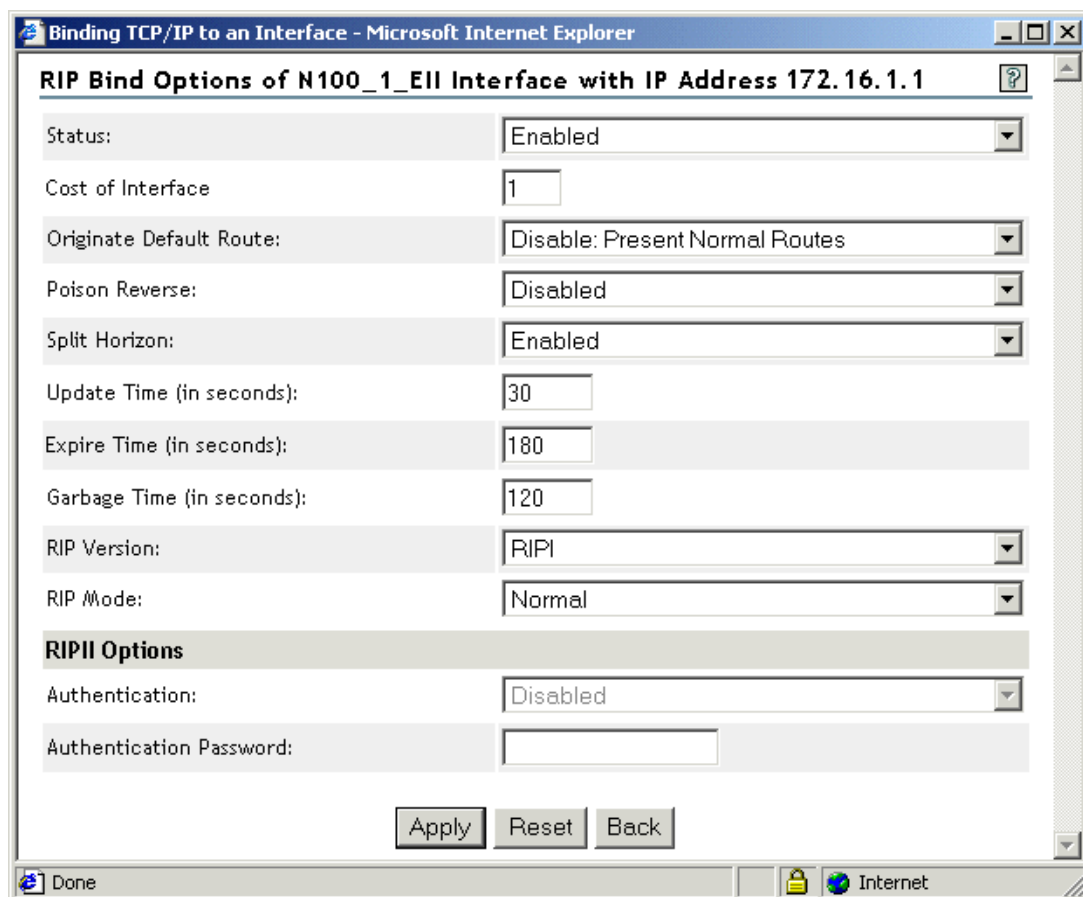 Binding TCP/IP to an Interface - Microsoft Internet Explorer
RIP Bind Options of N100_1_EII Interface with IP Address 172.16.1.1 ?
Status: Enabled
Cost of Interface 1
Originate Default Route: Disable: Present Normal Routes
Poison Reverse: Disabled
Split Horizon: Enabled
Update Time (in seconds): 30
Expire Time (in seconds): 180
Garbage Time (in seconds): 120
RIP Version: RIPI
RIP Mode: Normal
RIPII Options
Authentication: Disabled
Authentication Password:
Apply Reset Back
Done Internet